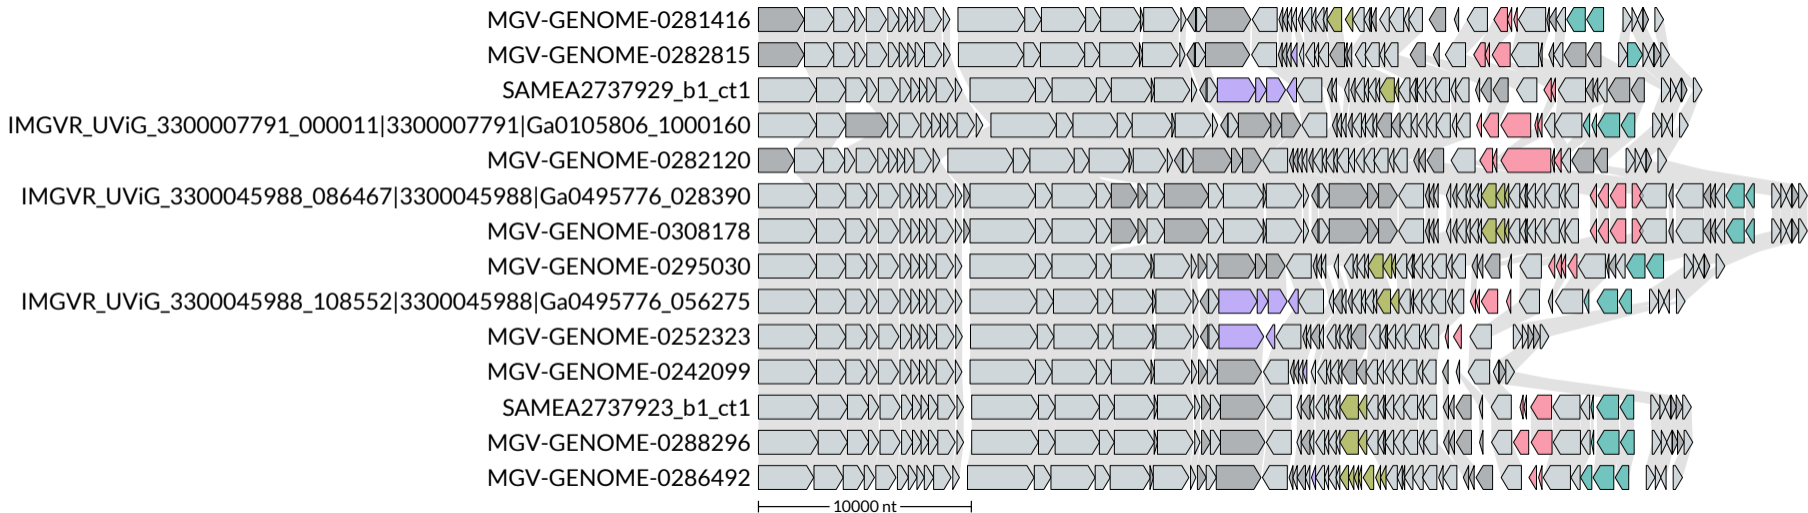 MGV-GENOME-0281416
MGV-GENOME-0282815
SAMEA2737929_b1_ct1
IMGVR_UViG_3300007791_000011|3300007791|Ga0105806_1000160
MGV-GENOME-0282120
IMGVR_UViG_3300045988_086467|3300045988|Ga0495776_028390
MGV-GENOME-0308178
MGV-GENOME-0295030
IMGVR_UViG_3300045988_108552|3300045988|Ga0495776_056275
MGV-GENOME-0252323
MGV-GENOME-0242099
SAMEA2737923_b1_ct1
MGV-GENOME-0288296
MGV-GENOME-0286492
10000 nt